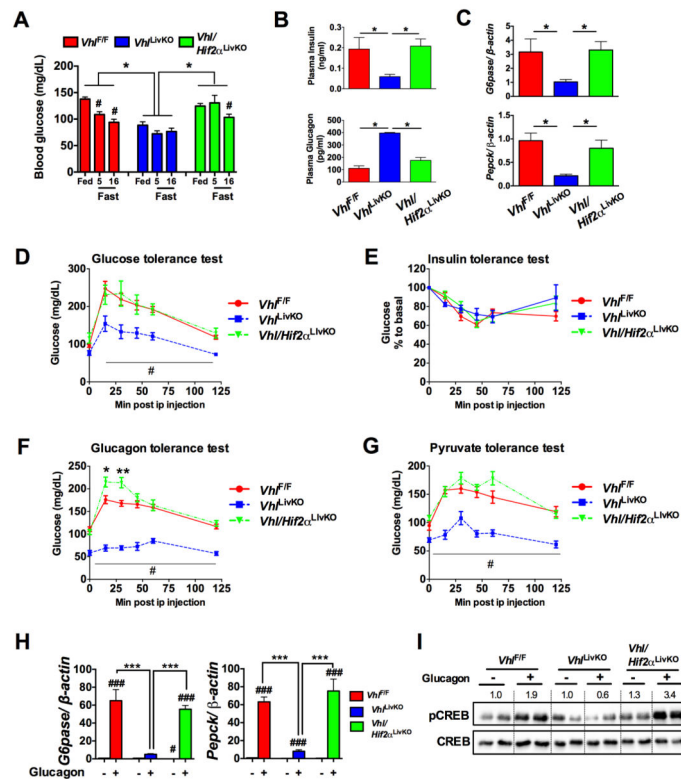 A
Vhl^F/F
Vhl^LivKO
Vhl/
Hif2α^LivKO
Blood glucose (mg/dL)
200
150
100
50
0
*
*
#
#
#
Fed 5 16
Fed 5 16
Fed 5 16
Fast
Fast
Fast
B
Plasma Insulin
(ng/ml)
0.3
0.2
0.1
0.0
*
*
Plasma Glucagon
(pg/ml)
400
300
200
100
0
*
*
Vhl^F/F
Vhl^LivKO
Vhl/
Hif2α^LivKO
C
G6pase/ β-actin
5
4
3
2
1
0
*
*
Pepck/ β-actin
1.5
1.0
0.5
0.0
*
*
Vhl^F/F
Vhl^LivKO
Vhl/
Hif2α^LivKO
D
Glucose tolerance test
Glucose (mg/dL)
300
200
100
0
0 25 50 75 100 125
Min post ip injection
#
Vhl^F/F
Vhl^LivKO
Vhl/Hif2α^LivKO
E
Insulin tolerance test
Glucose
% to basal
100
50
0
0 25 50 75 100 125
Min post ip injection
Vhl^F/F
Vhl^LivKO
Vhl/Hif2α^LivKO
F
Glucagon tolerance test
Glucose (mg/dL)
250
200
150
100
50
0
0 25 50 75 100 125
Min post ip injection
* **
#
Vhl^F/F
Vhl^LivKO
Vhl/Hif2α^LivKO
G
Pyruvate tolerance test
Glucose (mg/dL)
200
150
100
50
0
0 25 50 75 100 125
Min post ip injection
#
Vhl^F/F
Vhl^LivKO
Vhl/Hif2α^LivKO
H
G6pase/ β-actin
100
80
60
40
20
0
***
***
###
#
###
Glucagon - + - + - +
Pepck/ β-actin
100
80
60
40
20
0
***
***
###
###
###
- + - + - +
Vhl^F/F
Vhl^LivKO
Vhl/
Hif2α^LivKO
I
Vhl^F/F
Vhl^LivKO
Vhl/
Hif2α^LivKO
Glucagon - + - + - +
1.0 1.9 1.0 0.6 1.3 3.4
pCREB
CREB